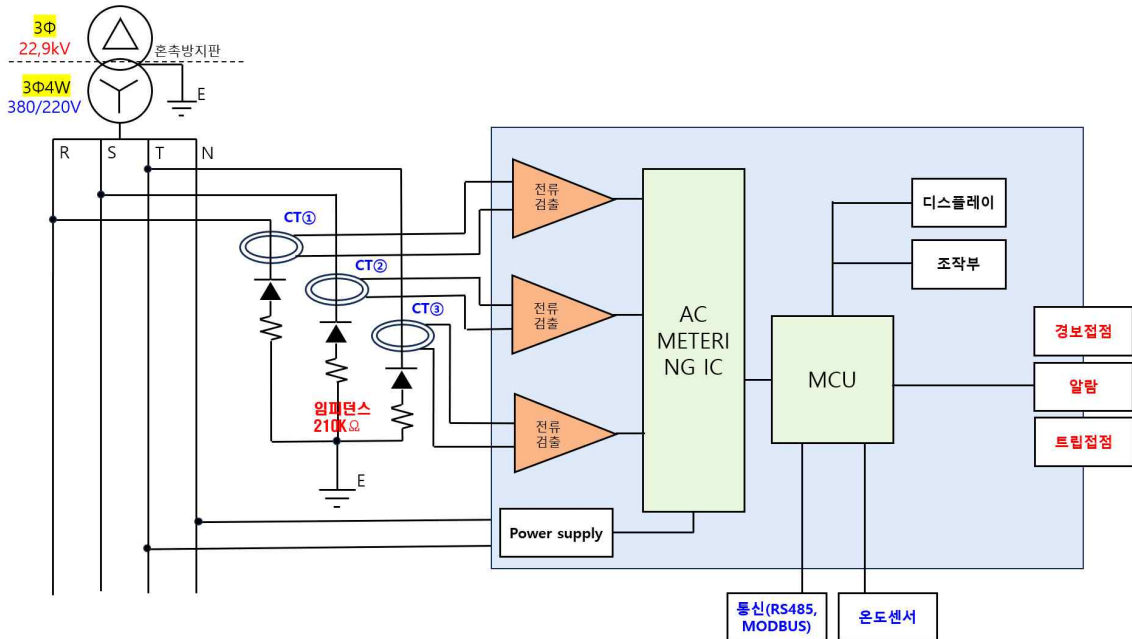 3Φ
22,9kV
혼촉방지판
3Φ4W
380/220V
E
R
S
T
N
CT①
CT②
CT③
임피던스
210KΩ
E
전류
검출
전류
검출
전류
검출
AC
METERI
NG IC
MCU
디스플레이
조작부
경보접점
알람
트립접점
Power supply
통신(RS485,
MODBUS)
온도센서